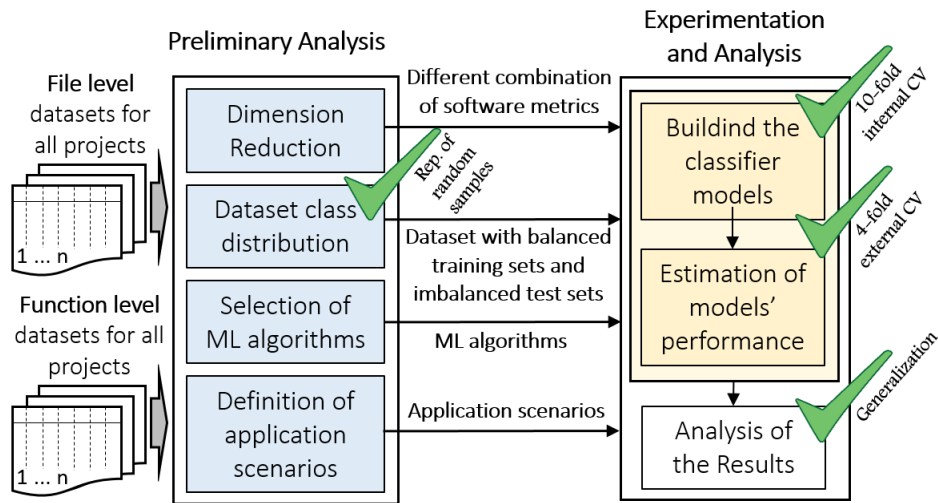 Preliminary Analysis
Experimentation
and Analysis
File level
datasets for
all projects
1 ... n
Function level
datasets for all
projects
1 ... n
Dimension
Reduction
Dataset class
distribution
Selection of
ML algorithms
Definition of
application
scenarios
Rep. of
random
samples
Different combination
of software metrics
Dataset with balanced
training sets and
imbalanced test sets
ML algorithms
Application scenarios
Buildind the
classifier
models
10-fold
internal CV
Estimation of
models’
performance
4-fold
external CV
Analysis of
the Results
Generalization